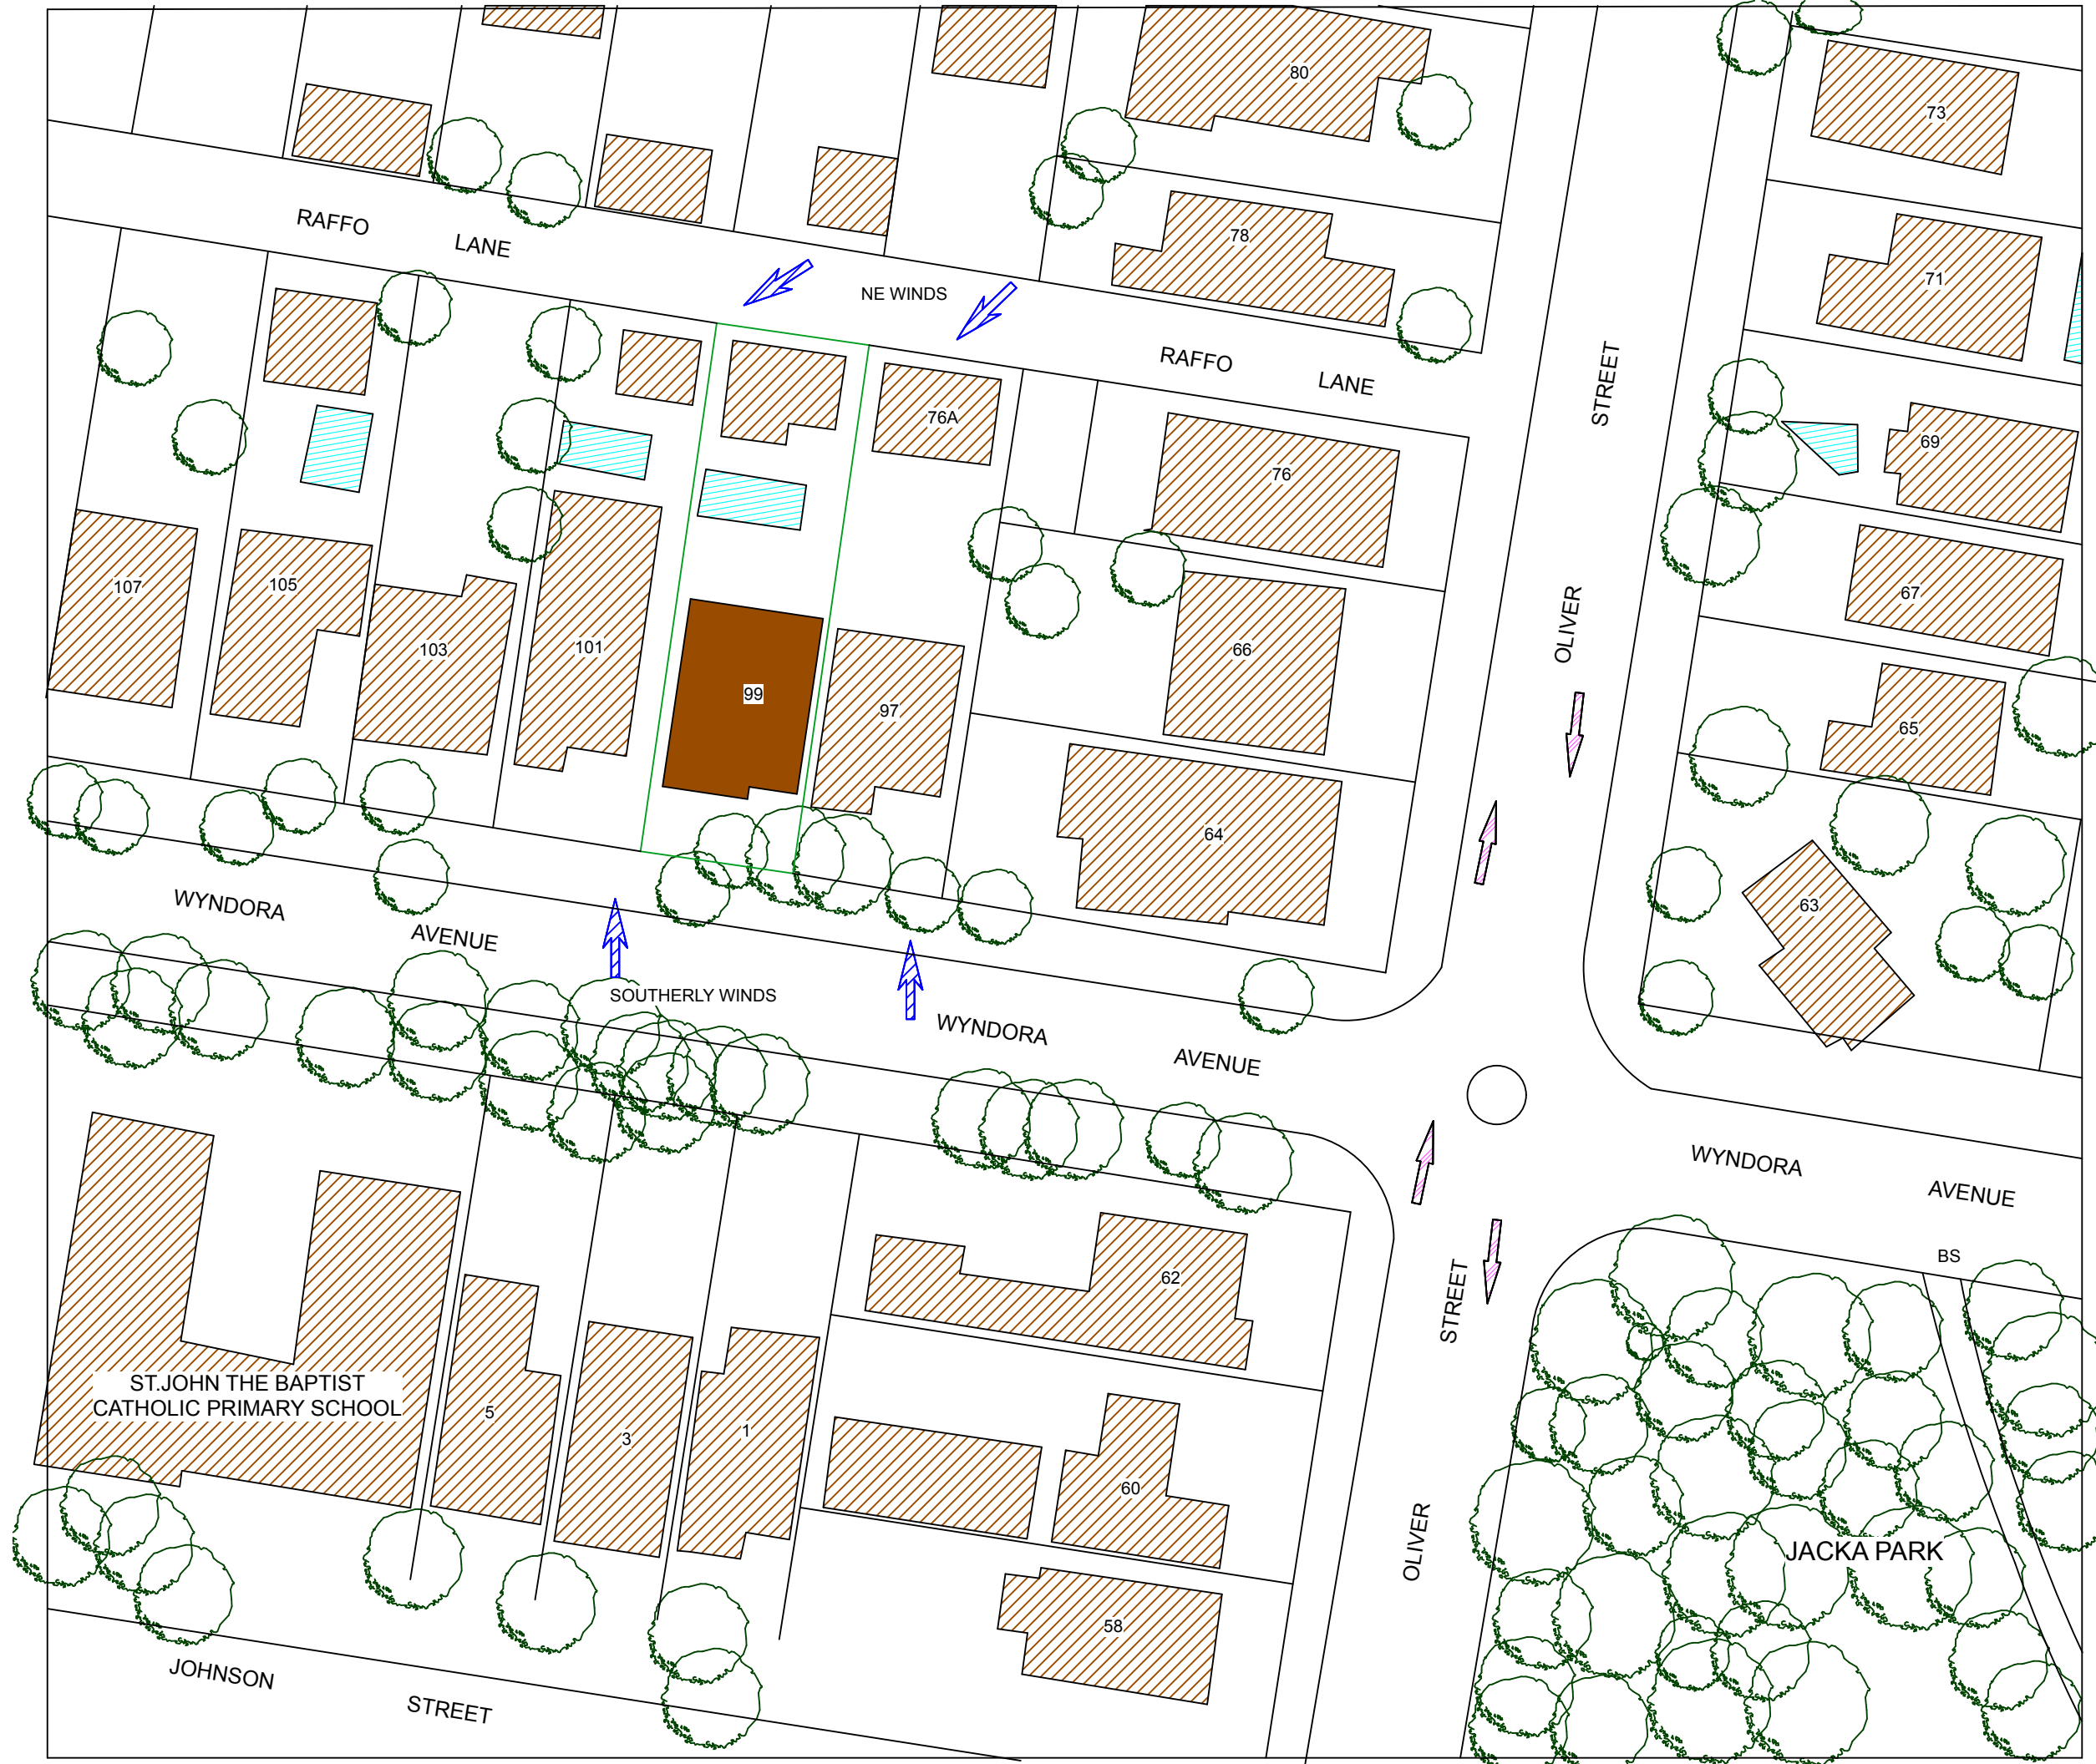 80
73
RAFFO LANE
78
71
NE WINDS
RAFFO LANE
STREET
76A
76
69
107
105
103
101
99
97
66
OLIVER
67
65
64
63
WYNDORA AVENUE
SOUTHERLY WINDS
WYNDORA AVENUE
WYNDORA AVENUE
BS
62
STREET
ST.JOHN THE BAPTIST
CATHOLIC PRIMARY SCHOOL
5
3
1
60
OLIVER
JACKA PARK
58
JOHNSON STREET